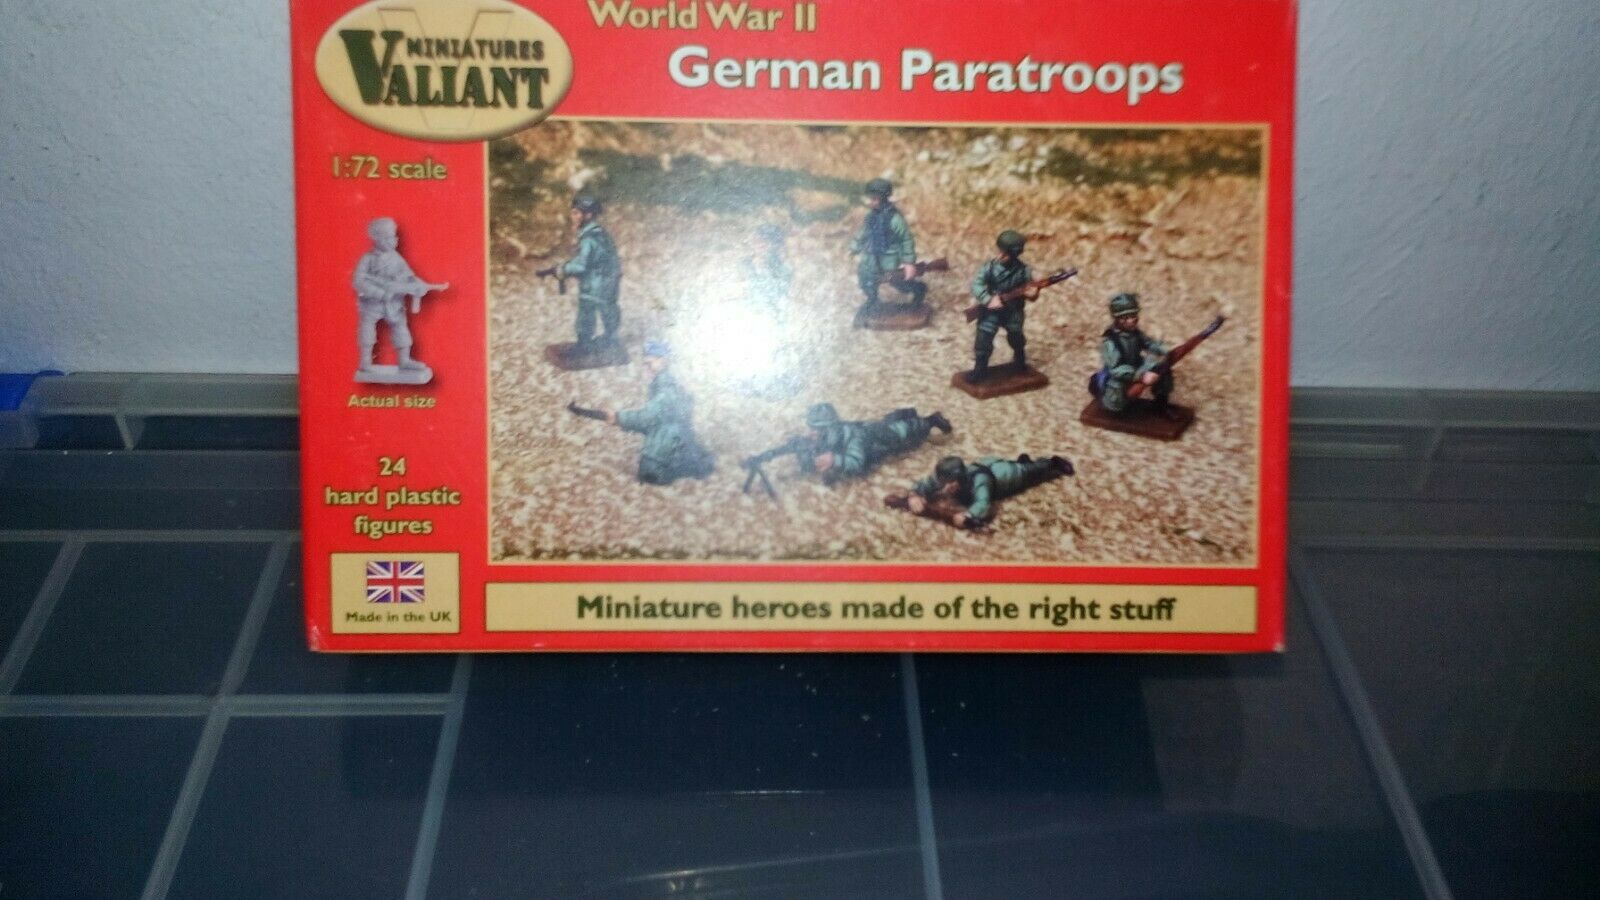 MINIATURES
VALIANT
World War II
German Paratroops
1:72 scale
Actual size
24
hard plastic
figures
Made in the UK
Miniature heroes made of the right stuff